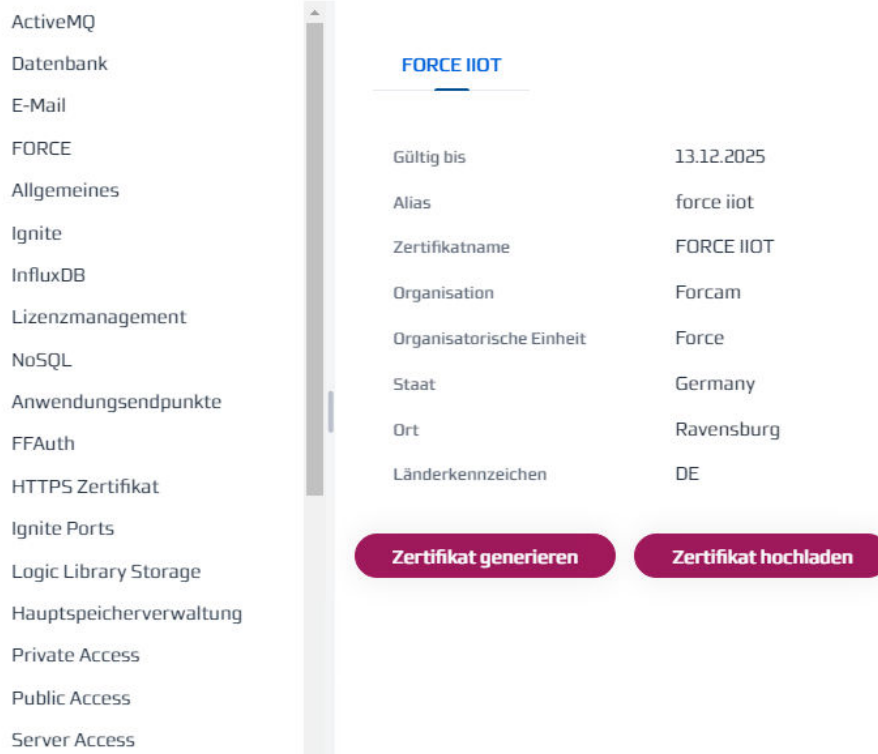 ActiveMQ
Datenbank
E-Mail
FORCE
Allgemeines
Ignite
InfluxDB
Lizenzmanagement
NoSQL
Anwendungsendpunkte
FFAuth
HTTPS Zertifikat
Ignite Ports
Logic Library Storage
Hauptspeicherverwaltung
Private Access
Public Access
Server Access
FORCE IIOT
Gültig bis 13.12.2025
Alias force iiot
Zertifikatname FORCE IIOT
Organisation Forcam
Organisatorische Einheit Force
Staat Germany
Ort Ravensburg
Länderkennzeichen DE
Zertifikat generieren Zertifikat hochladen